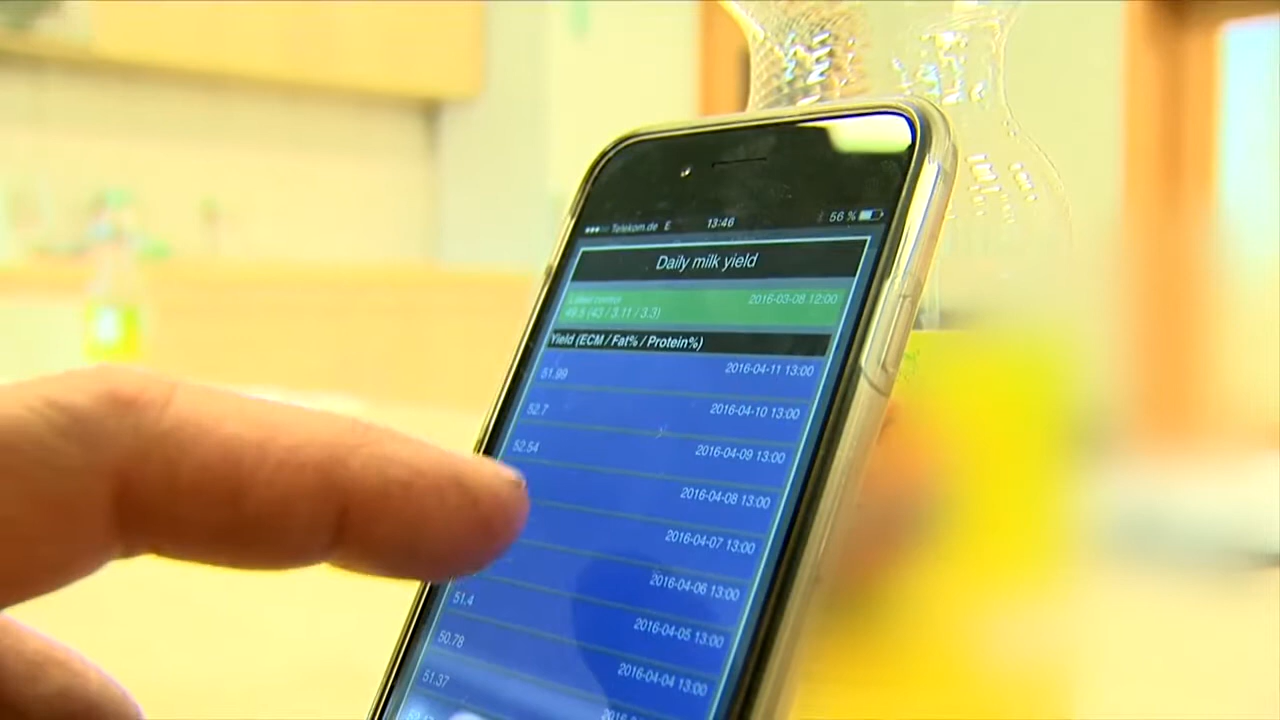 Telekom.de E 13:46 56 %
Daily milk yield
Latest control 2016-03-08 12:00
49.5 (43 / 3.11 / 3.3)
Yield (ECM / Fat% / Protein%)
51.99 2016-04-11 13:00
52.7 2016-04-10 13:00
52.54 2016-04-09 13:00
2016-04-08 13:00
2016-04-07 13:00
2016-04-06 13:00
51.4 2016-04-05 13:00
50.78 2016-04-04 13:00
51.37